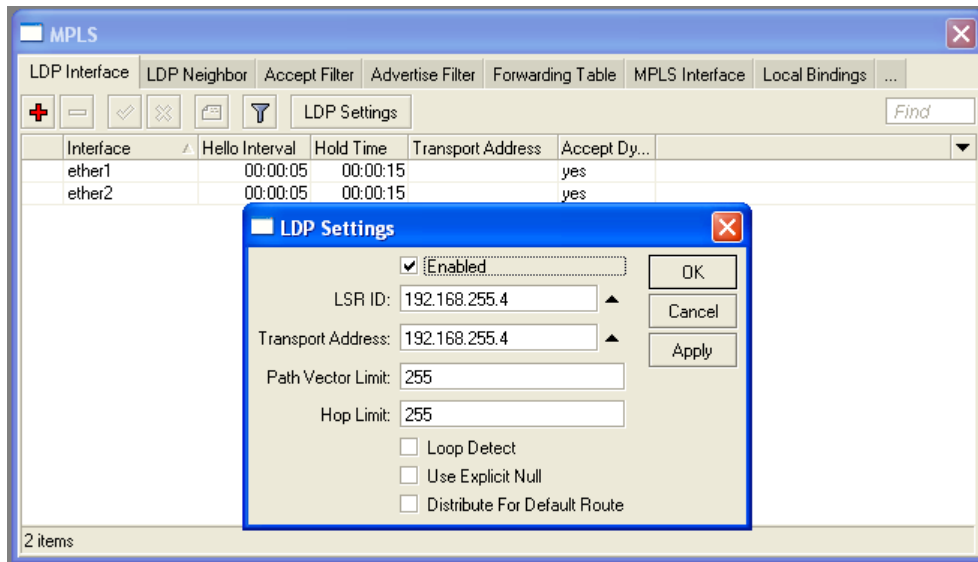 MPLS
LDP Interface LDP Neighbor Accept Filter Advertise Filter Forwarding Table MPLS Interface Local Bindings ...
LDP Settings Find
Interface Hello Interval Hold Time Transport Address Accept Dy...
ether1 00:00:05 00:00:15 yes
ether2 00:00:05 00:00:15 yes
LDP Settings
Enabled
OK
LSR ID: 192.168.255.4
Cancel
Transport Address: 192.168.255.4
Apply
Path Vector Limit: 255
Hop Limit: 255
Loop Detect
Use Explicit Null
Distribute For Default Route
2 items